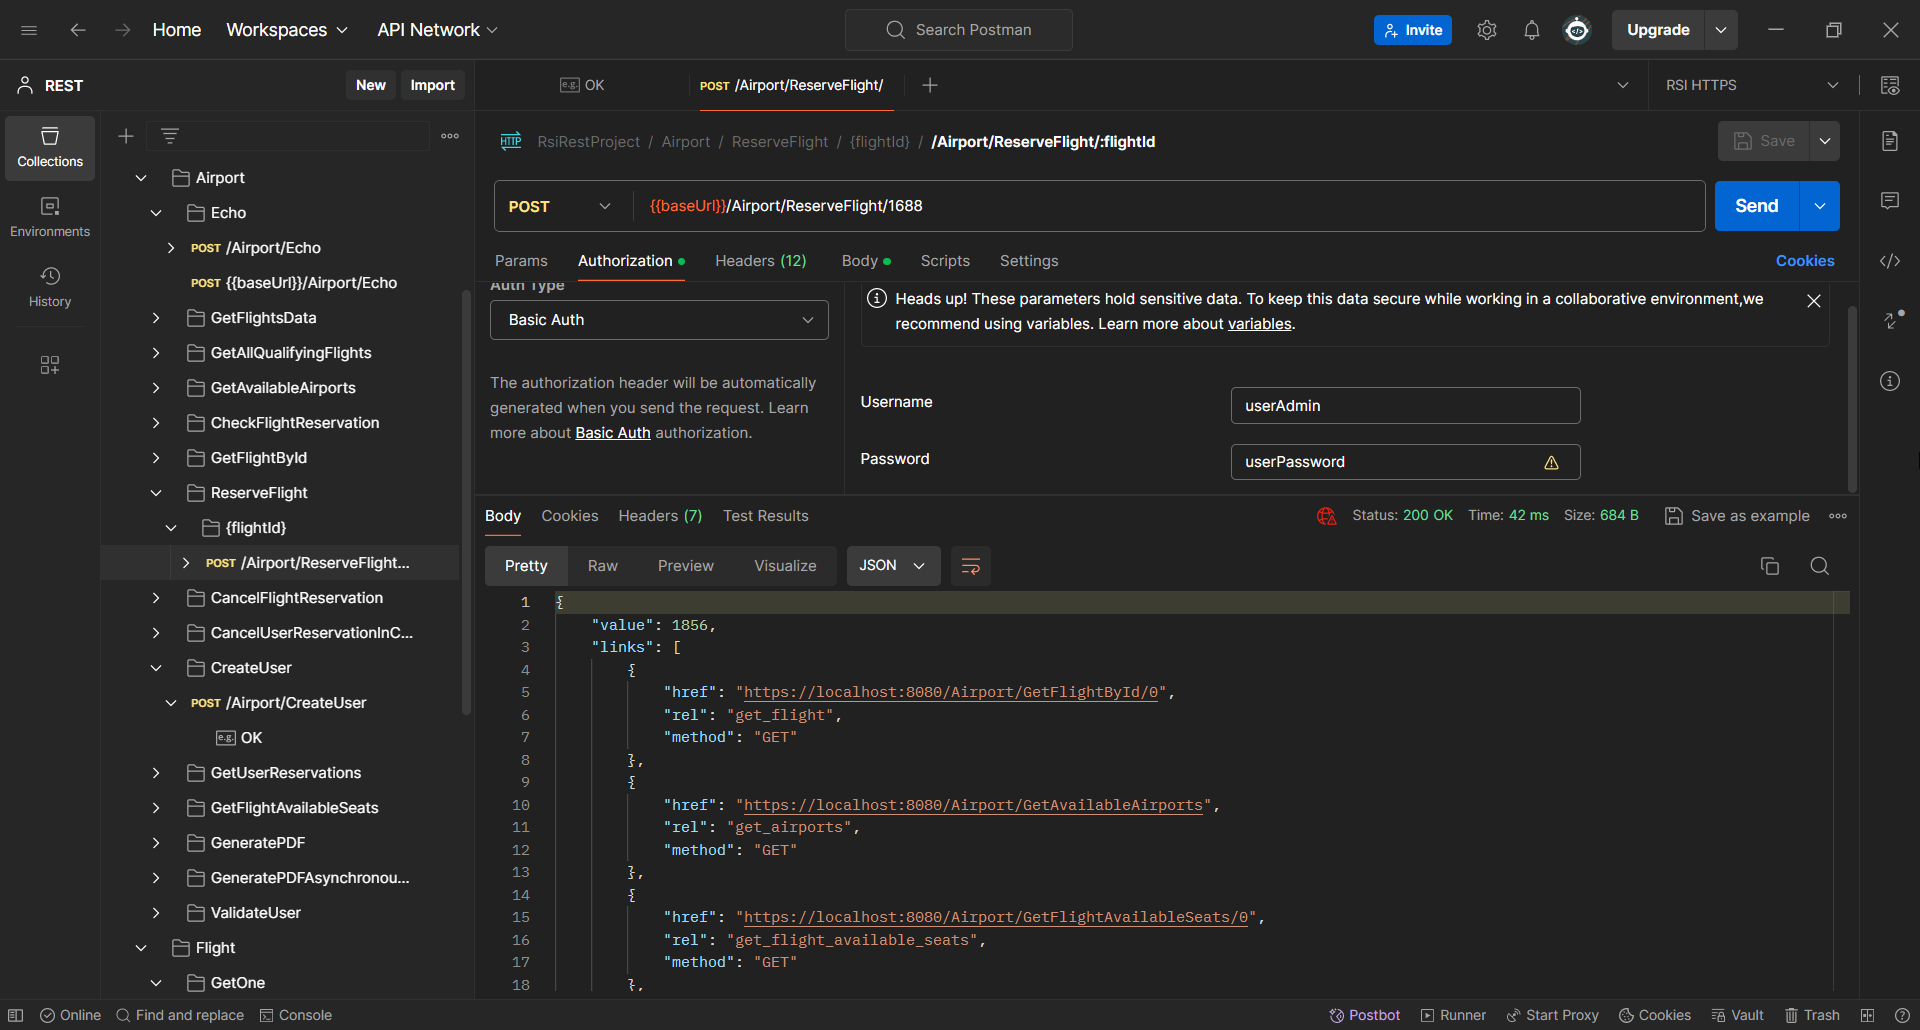 Home Workspaces API Network Search Postman Invite Upgrade
REST New Import
e.g. OK POST /Airport/ReserveFlight/ RSI HTTPS
Collections
Environments
History
Airport
Echo
POST /Airport/Echo
POST {{baseUrl}}/Airport/Echo
GetFlightsData
GetAllQualifyingFlights
GetAvailableAirports
CheckFlightReservation
GetFlightById
ReserveFlight
{flightId}
POST /Airport/ReserveFlight...
CancelFlightReservation
CancelUserReservationInC...
CreateUser
POST /Airport/CreateUser
e.g. OK
GetUserReservations
GetFlightAvailableSeats
GeneratePDF
GeneratePDFAsynchronou...
ValidateUser
Flight
GetOne
HTTP RsiRestProject / Airport / ReserveFlight / {flightId} / /Airport/ReserveFlight/:flightId Save
POST {{baseUrl}}/Airport/ReserveFlight/1688 Send
Params Authorization Headers (12) Body Scripts Settings Cookies
Auth Type
Basic Auth
The authorization header will be automatically
generated when you send the request. Learn
more about Basic Auth authorization.
Heads up! These parameters hold sensitive data. To keep this data secure while working in a collaborative environment,we
recommend using variables. Learn more about variables.
Username userAdmin
Password userPassword
Body Cookies Headers (7) Test Results Status: 200 OK Time: 42 ms Size: 684 B Save as example
Pretty Raw Preview Visualize JSON
1 {
2 "value": 1856,
3 "links": [
4 {
5 "href": "https://localhost:8080/Airport/GetFlightById/0",
6 "rel": "get_flight",
7 "method": "GET"
8 },
9 {
10 "href": "https://localhost:8080/Airport/GetAvailableAirports",
11 "rel": "get_airports",
12 "method": "GET"
13 },
14 {
15 "href": "https://localhost:8080/Airport/GetFlightAvailableSeats/0",
16 "rel": "get_flight_available_seats",
17 "method": "GET"
18 },
Online Find and replace Console Postbot Runner Start Proxy Cookies Vault Trash